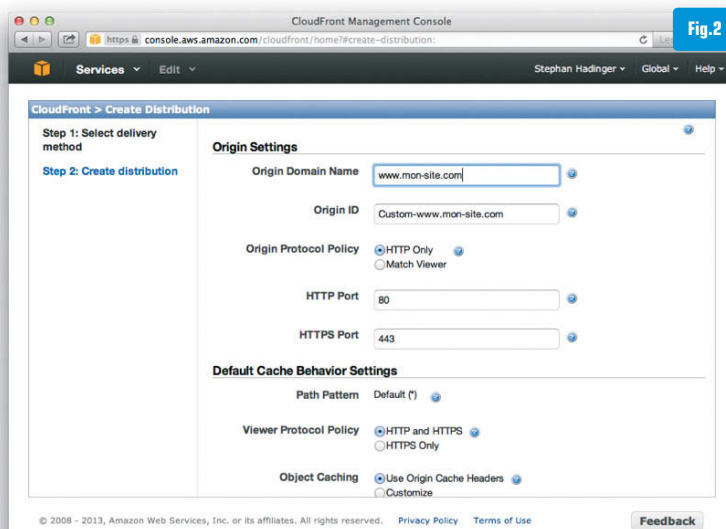 CloudFront Management Console
Fig.2
https console.aws.amazon.com/cloudfront/home?#create-distribution:
Services Edit Stephan Hadinger Global Help
CloudFront > Create Distribution
Step 1: Select delivery
method
Step 2: Create distribution
Origin Settings
Origin Domain Name www.mon-site.com
Origin ID Custom-www.mon-site.com
Origin Protocol Policy HTTP Only
Match Viewer
HTTP Port 80
HTTPS Port 443
Default Cache Behavior Settings
Path Pattern Default (*)
Viewer Protocol Policy HTTP and HTTPS
HTTPS Only
Object Caching Use Origin Cache Headers
Customize
© 2008 - 2013, Amazon Web Services, Inc. or its affiliates. All rights reserved. Privacy Policy Terms of Use Feedback